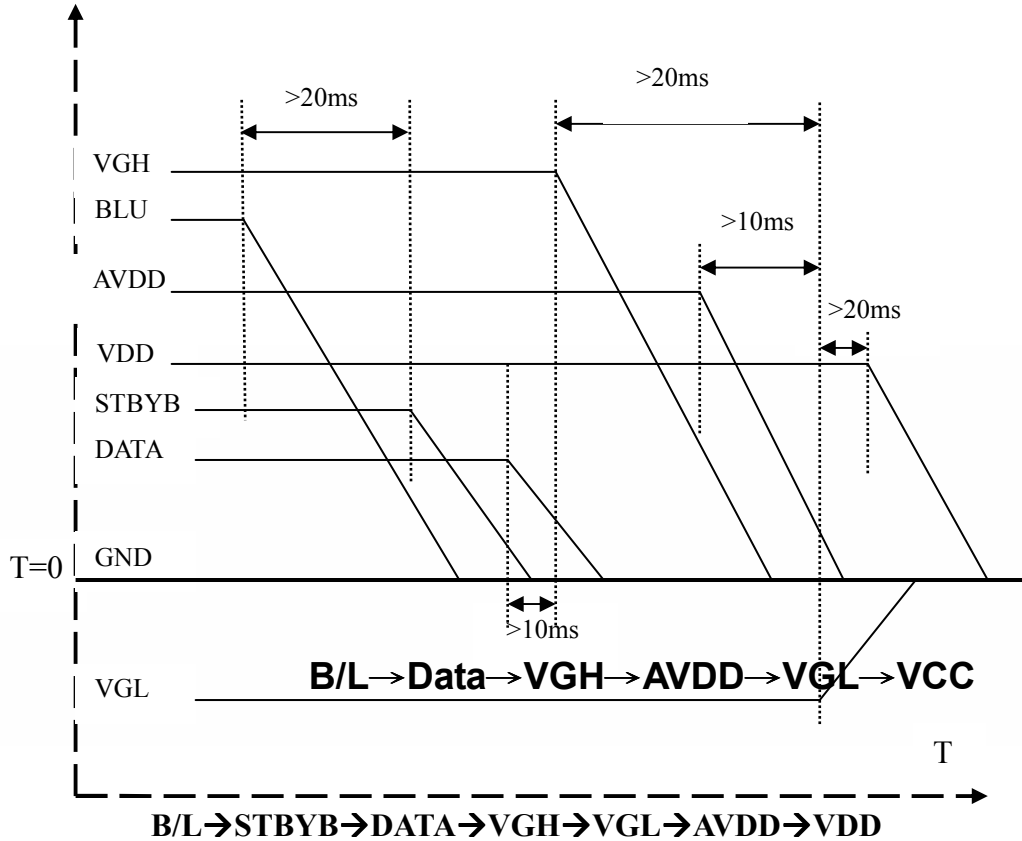 >20ms
>20ms
VGH
BLU
>10ms
AVDD
>20ms
VDD
STBYB
DATA
GND
T=0
>10ms
B/L→Data→VGH→AVDD→VGL→VCC
VGL
T
B/L→STBYB→DATA→VGH→VGL→AVDD→VDD